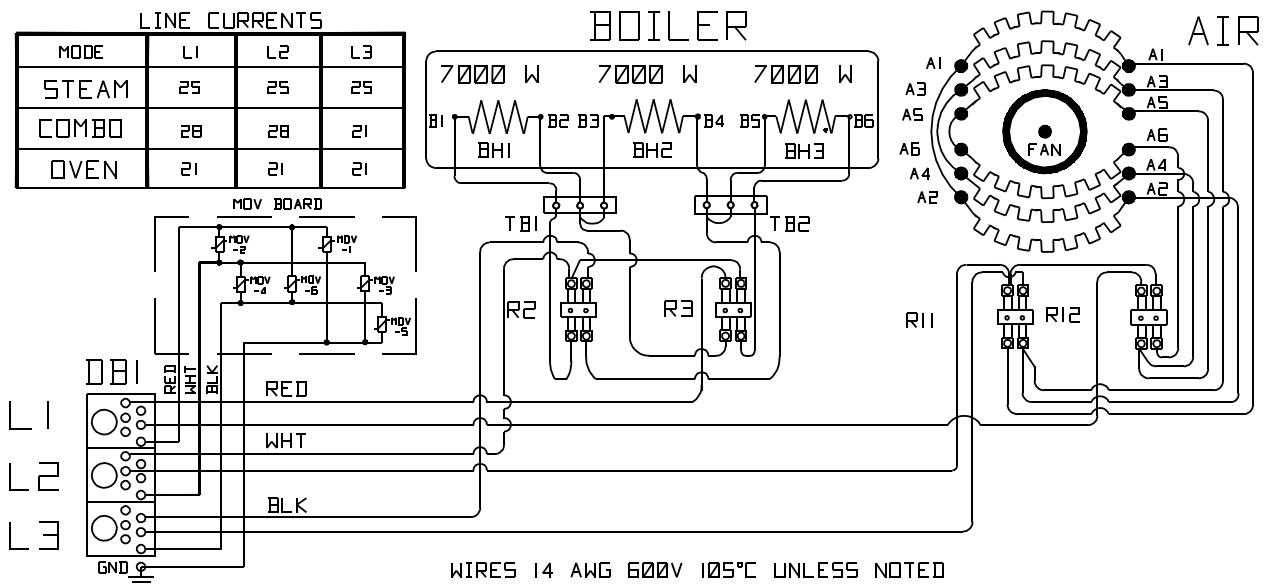 LINE CURRENTS
MODE L1 L2 L3
STEAM 25 25 25
COMBO 28 28 21
OVEN 21 21 21
BOILER
7000 W 7000 W 7000 W
B1 B2 B3 B4 B5 B6
BH1 BH2 BH3
TB1 TB2
R2 R3
AIR
A1 A1
A3 A3
A5 A5
FAN
A6 A6
A4 A4
A2 A2
R11 R12
MOV BOARD
MOV
-2
MOV
-1
MOV
-4
MOV
-6
MOV
-3
MOV
-5
RED
WHT
BLK
DB1
L1
L2
L3
RED
WHT
BLK
GND
WIRES 14 AWG 600V 105°C UNLESS NOTED